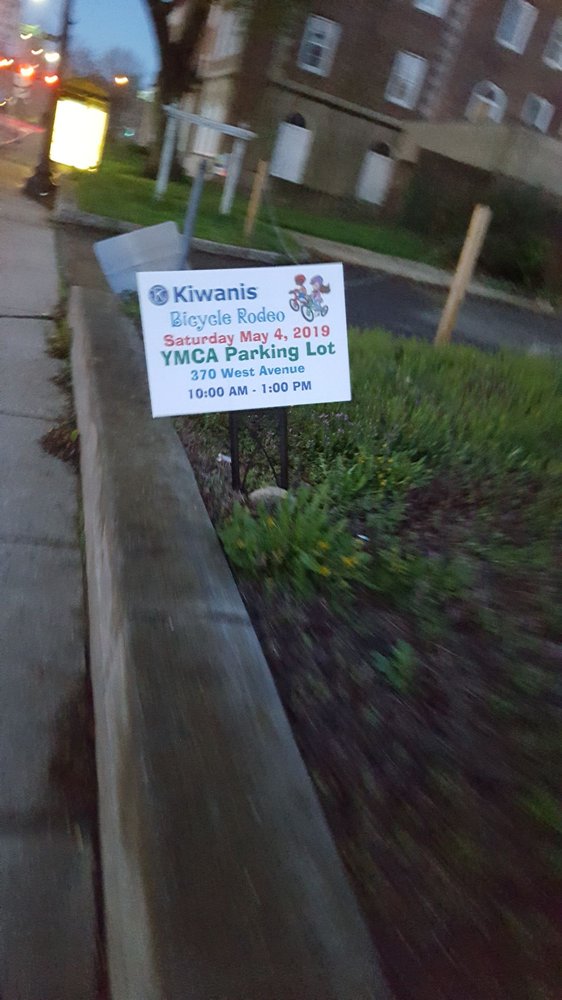 Kiwanis
Bicycle Rodeo
Saturday May 4, 2019
YMCA Parking Lot
370 West Avenue
10:00 AM - 1:00 PM